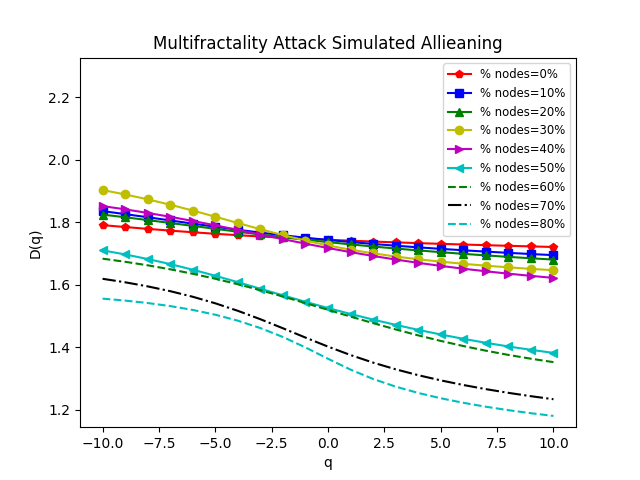 Multifractality Attack Simulated Allieaning
% nodes=0%
% nodes=10%
% nodes=20%
% nodes=30%
% nodes=40%
% nodes=50%
% nodes=60%
% nodes=70%
% nodes=80%
D(q)
2.2
2.0
1.8
1.6
1.4
1.2
−10.0 −7.5 −5.0 −2.5 0.0 2.5 5.0 7.5 10.0
q